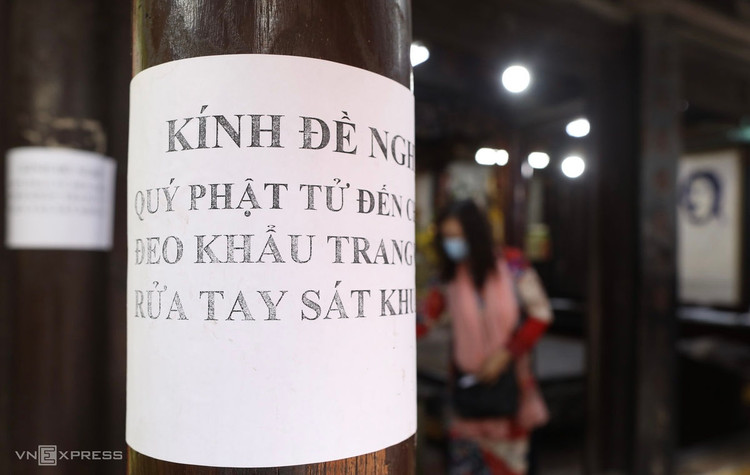 KÍNH ĐỀ NGH
QUÝ PHẬT TỬ ĐẾN C
ĐEO KHẨU TRANG
RỬA TAY SÁT KHU
VNEXPRESS